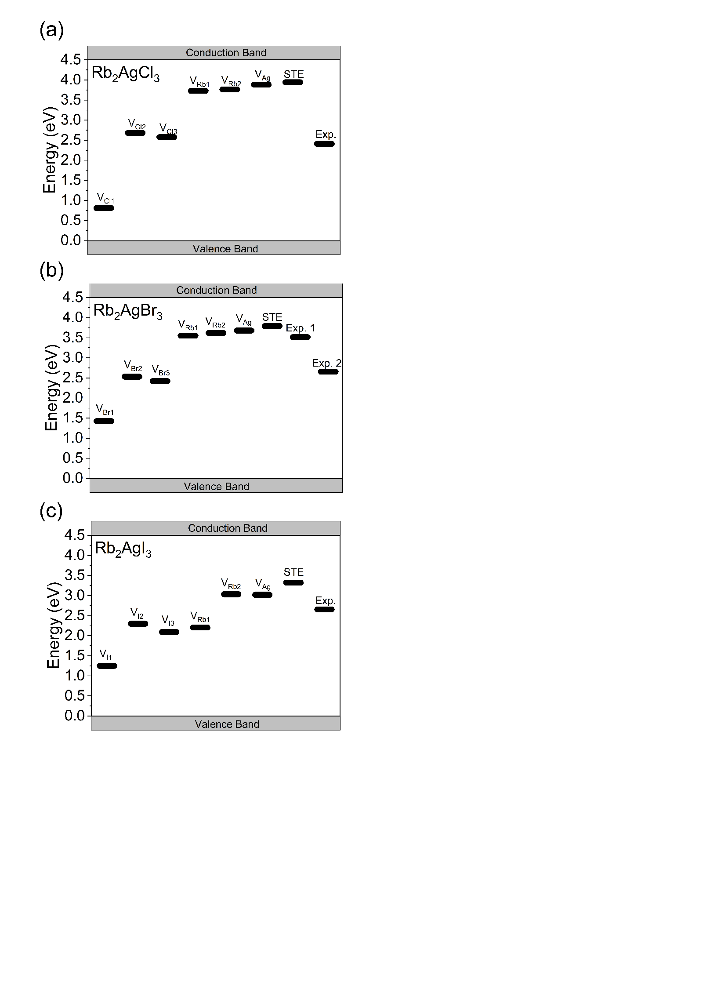 (a)
Conduction Band
4.5
Rb2AgCl3
4.0
3.5
3.0
2.5
2.0
1.5
1.0
0.5
0.0
Energy (eV)
VCl1
VCl2
VCl3
VRb1
VRb2
VAg
STE
Exp.
Valence Band
(b)
Conduction Band
4.5
Rb2AgBr3
4.0
3.5
3.0
2.5
2.0
1.5
1.0
0.5
0.0
Energy (eV)
VBr1
VBr2
VBr3
VRb1
VRb2
VAg
STE
Exp. 1
Exp. 2
Valence Band
(c)
Conduction Band
4.5
Rb2AgI3
4.0
3.5
3.0
2.5
2.0
1.5
1.0
0.5
0.0
Energy (eV)
VI1
VI2
VI3
VRb1
VRb2
VAg
STE
Exp.
Valence Band